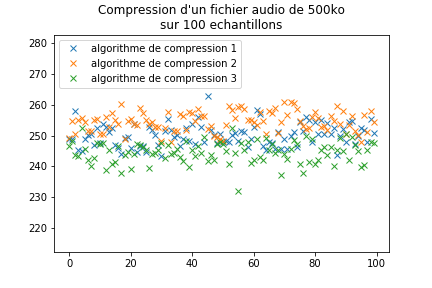 Compression d'un fichier audio de 500ko
sur 100 echantillons
280
270
260
250
240
230
220
algorithme de compression 1
algorithme de compression 2
algorithme de compression 3
0
20
40
60
80
100